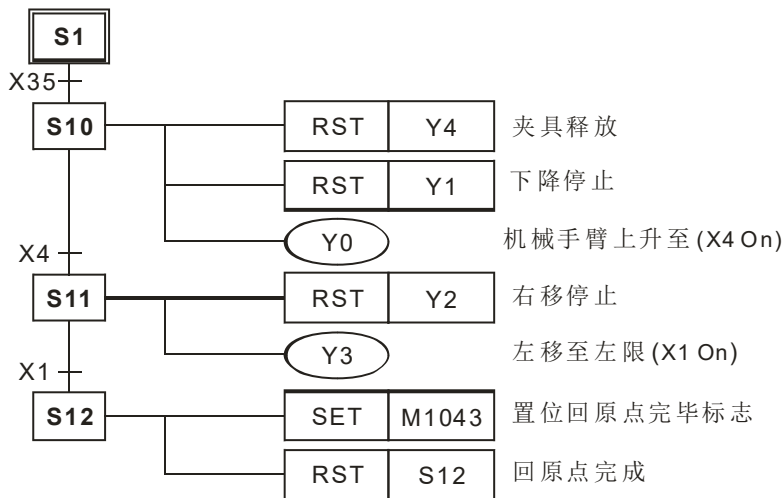 S1
X35
S10 RST Y4 夹具释放
RST Y1 下降停止
Y0 机械手臂上升至(X4 On)
X4
S11 RST Y2 右移停止
Y3 左移至左限(X1 On)
X1
S12 SET M1043 置位回原点完毕标志
RST S12 回原点完成